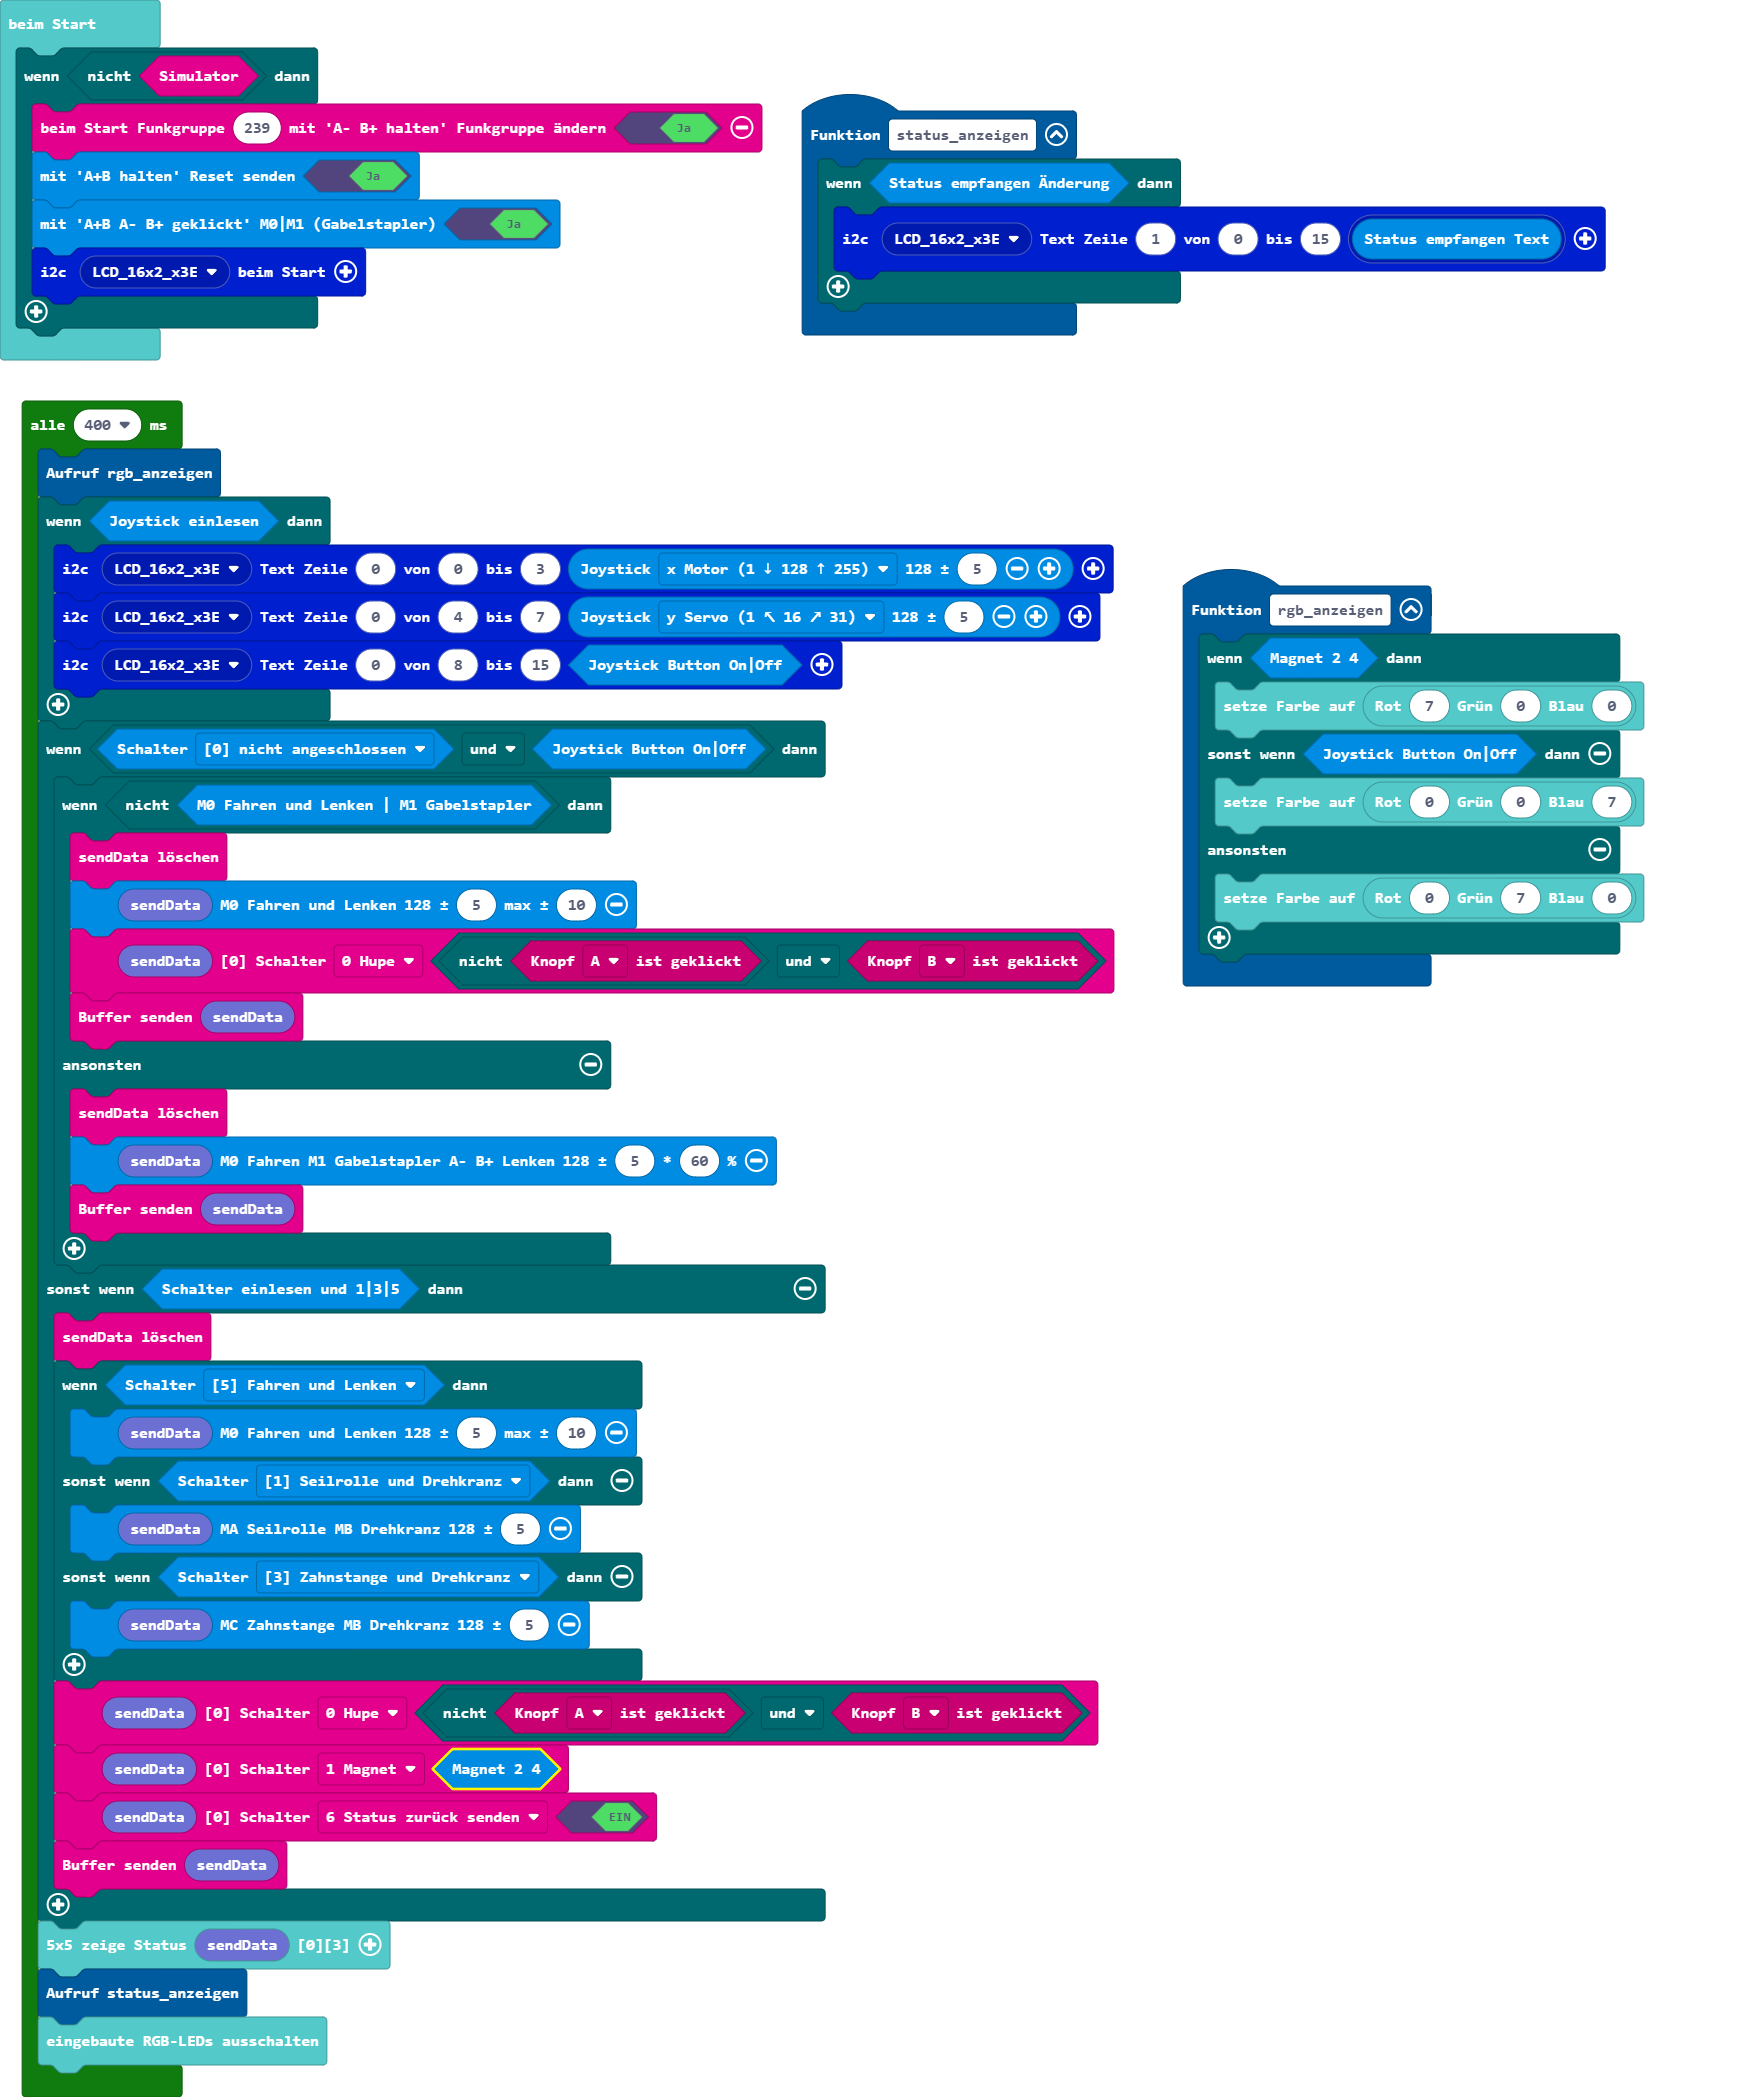 beim Start
wenn nicht Simulator dann
beim Start Funkgruppe 239 mit 'A- B+ halten' Funkgruppe ändern Ja
mit 'A+B halten' Reset senden Ja
mit 'A+B A- B+ geklickt' M0|M1 (Gabelstapler) Ja
i2c LCD_16x2_x3E beim Start
Funktion status_anzeigen
wenn Status empfangen Änderung dann
i2c LCD_16x2_x3E Text Zeile 1 von 0 bis 15 Status empfangen Text
alle 400 ms
Aufruf rgb_anzeigen
wenn Joystick einlesen dann
i2c LCD_16x2_x3E Text Zeile 0 von 0 bis 3 Joystick x Motor (1 ↓ 128 ↑ 255) 128 ± 5
i2c LCD_16x2_x3E Text Zeile 0 von 4 bis 7 Joystick y Servo (1 ↖ 16 ↗ 31) 128 ± 5
i2c LCD_16x2_x3E Text Zeile 0 von 8 bis 15 Joystick Button On|Off
wenn Schalter [0] nicht angeschlossen und Joystick Button On|Off dann
wenn nicht M0 Fahren und Lenken | M1 Gabelstapler dann
sendData löschen
sendData M0 Fahren und Lenken 128 ± 5 max ± 10
sendData [0] Schalter 0 Hupe nicht Knopf A ist geklickt und Knopf B ist geklickt
Buffer senden sendData
ansonsten
sendData löschen
sendData M0 Fahren M1 Gabelstapler A- B+ Lenken 128 ± 5 * 60 %
Buffer senden sendData
sonst wenn Schalter einlesen und 1|3|5 dann
sendData löschen
wenn Schalter [5] Fahren und Lenken dann
sendData M0 Fahren und Lenken 128 ± 5 max ± 10
sonst wenn Schalter [1] Seilrolle und Drehkranz dann
sendData MA Seilrolle MB Drehkranz 128 ± 5
sonst wenn Schalter [3] Zahnstange und Drehkranz dann
sendData MC Zahnstange MB Drehkranz 128 ± 5
sendData [0] Schalter 0 Hupe nicht Knopf A ist geklickt und Knopf B ist geklickt
sendData [0] Schalter 1 Magnet Magnet 2 4
sendData [0] Schalter 6 Status zurück senden EIN
Buffer senden sendData
5x5 zeige Status sendData [0][3]
Aufruf status_anzeigen
eingebaute RGB-LEDs ausschalten
Funktion rgb_anzeigen
wenn Magnet 2 4 dann
setze Farbe auf Rot 7 Grün 0 Blau 0
sonst wenn Joystick Button On|Off dann
setze Farbe auf Rot 0 Grün 0 Blau 7
ansonsten
setze Farbe auf Rot 0 Grün 7 Blau 0